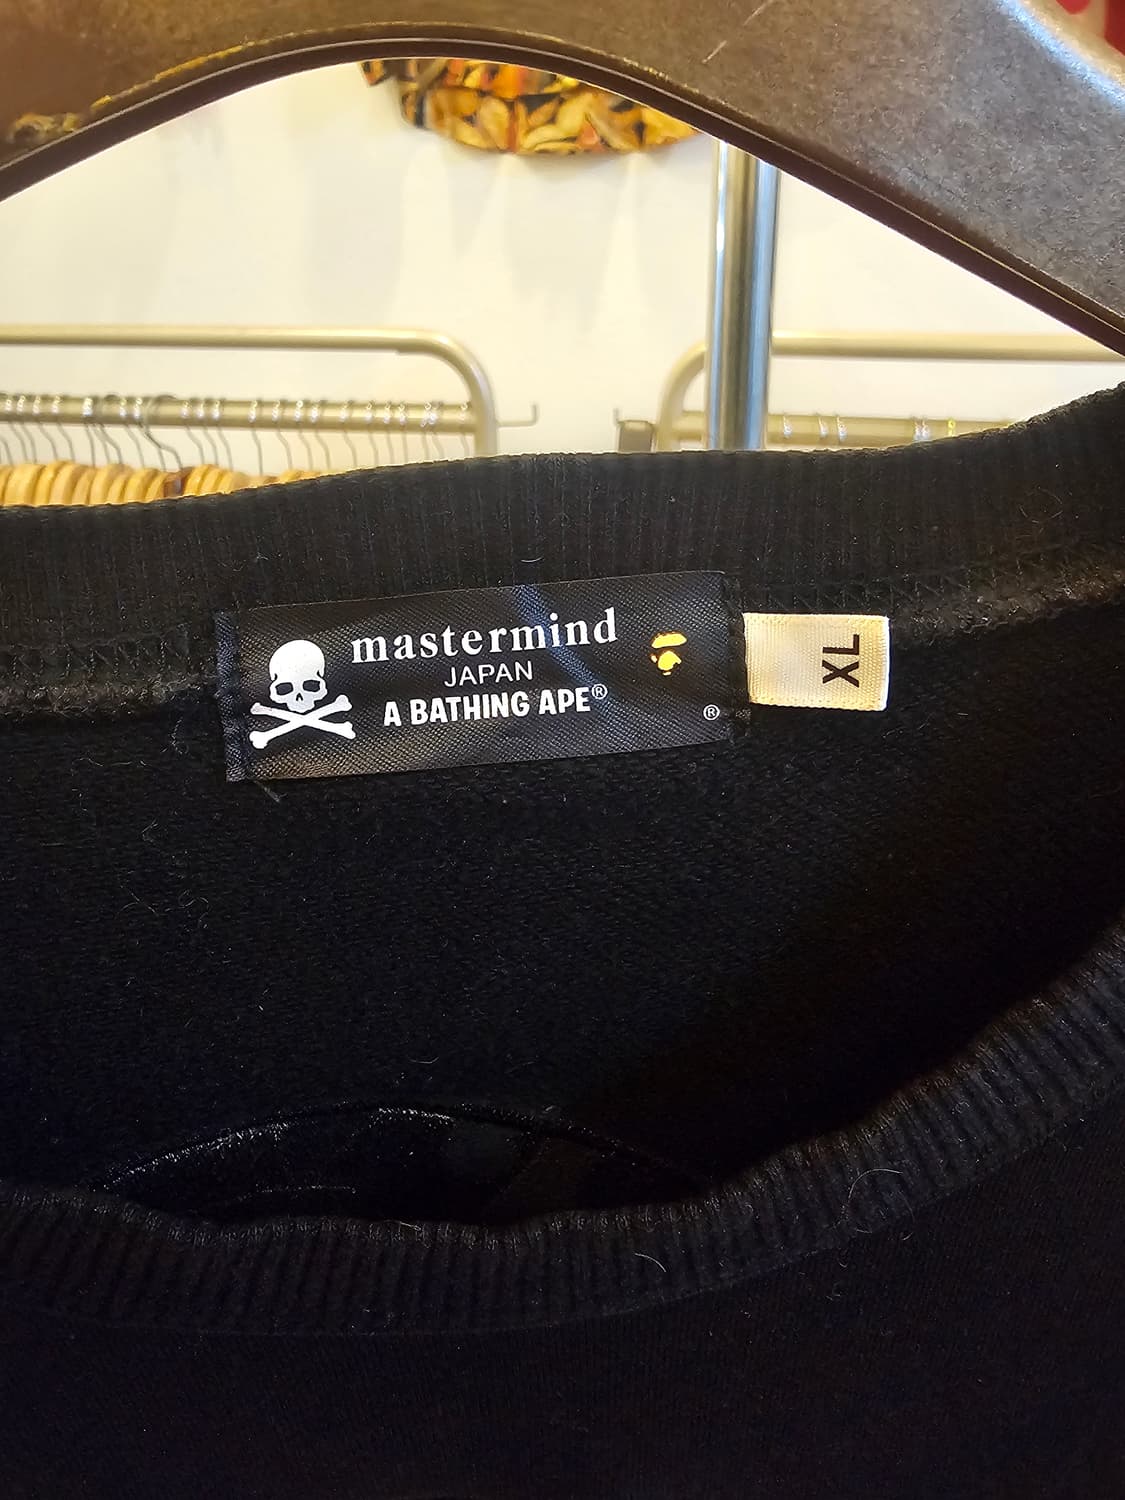 mastermind
JAPAN
A BATHING APE®
®
XL